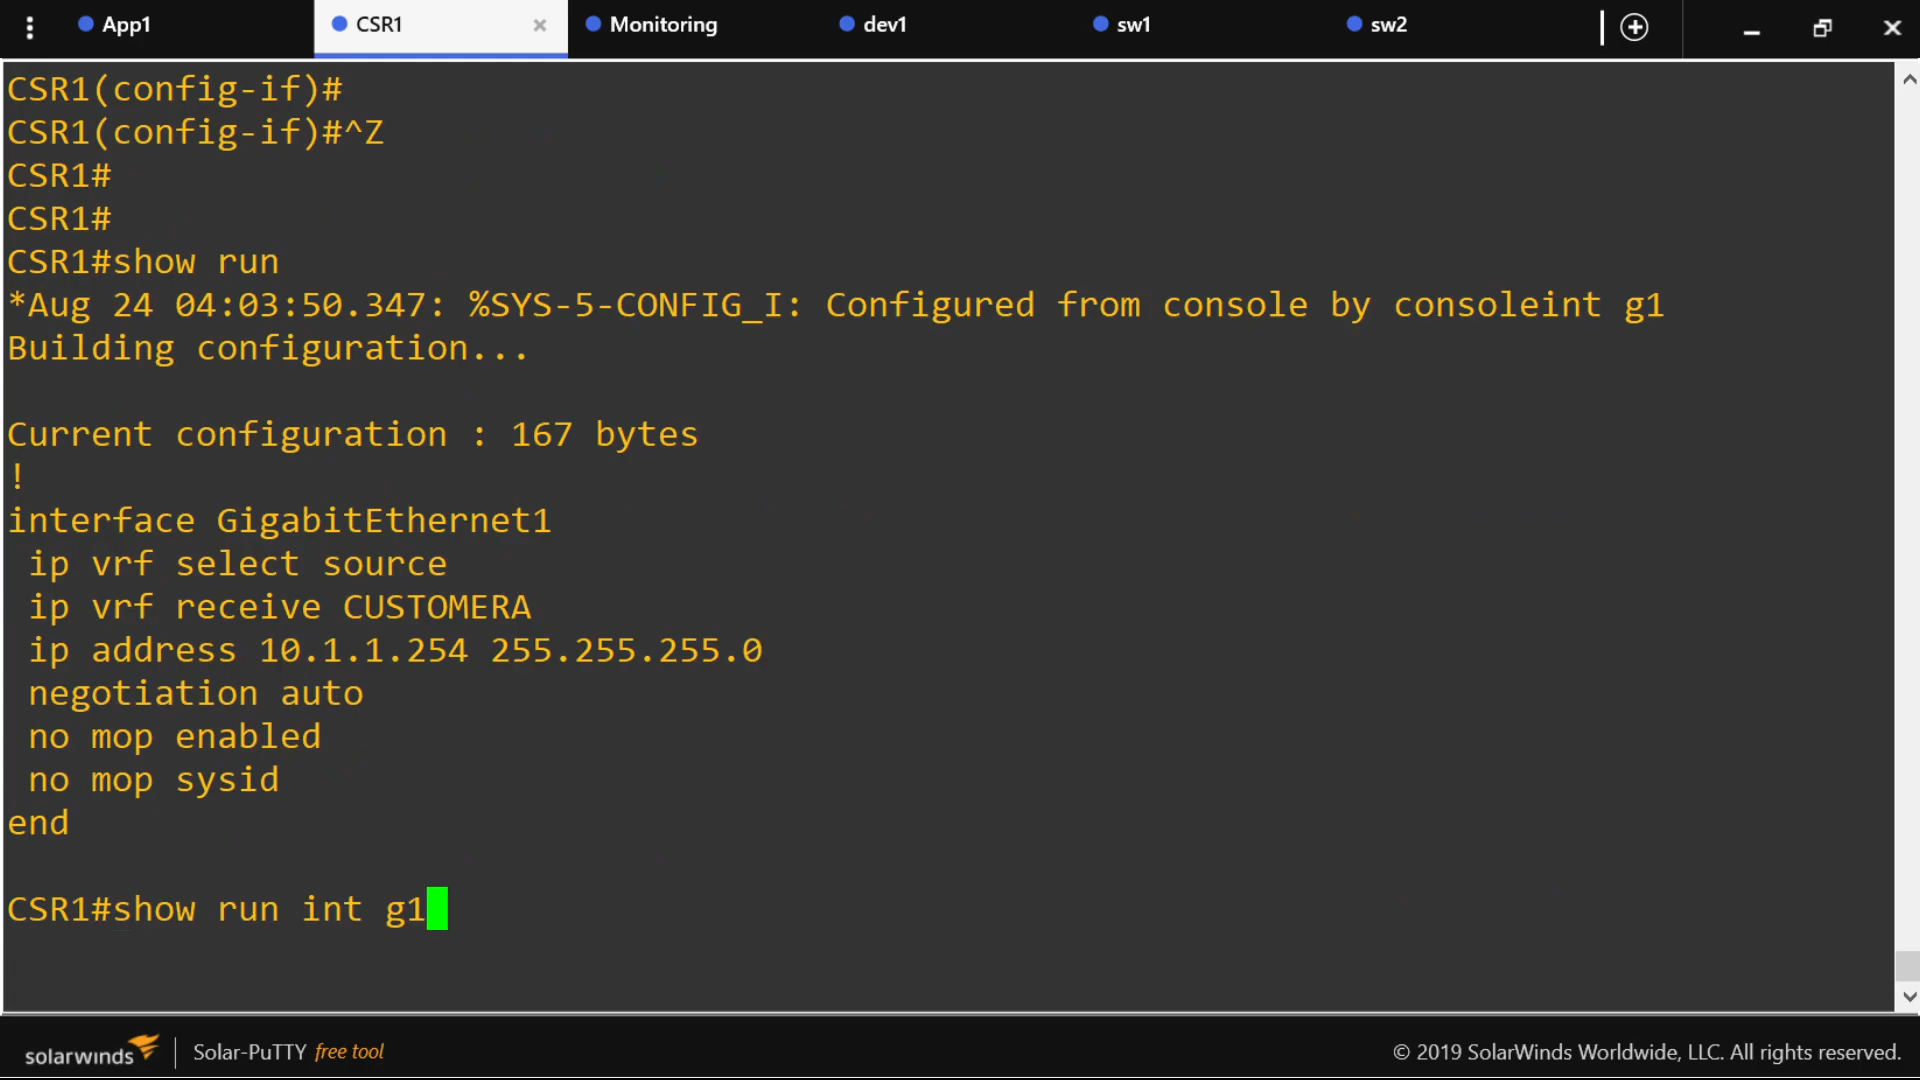 App1 CSR1 × Monitoring dev1 sw1 sw2
CSR1(config-if)#
CSR1(config-if)#^Z
CSR1#
CSR1#
CSR1#show run
*Aug 24 04:03:50.347: %SYS-5-CONFIG_I: Configured from console by consoleint g1
Building configuration...
Current configuration : 167 bytes
!
interface GigabitEthernet1
 ip vrf select source
 ip vrf receive CUSTOMERA
 ip address 10.1.1.254 255.255.255.0
 negotiation auto
 no mop enabled
 no mop sysid
end
CSR1#show run int g1
solarwinds Solar-PuTTY free tool © 2019 SolarWinds Worldwide, LLC. All rights reserved.